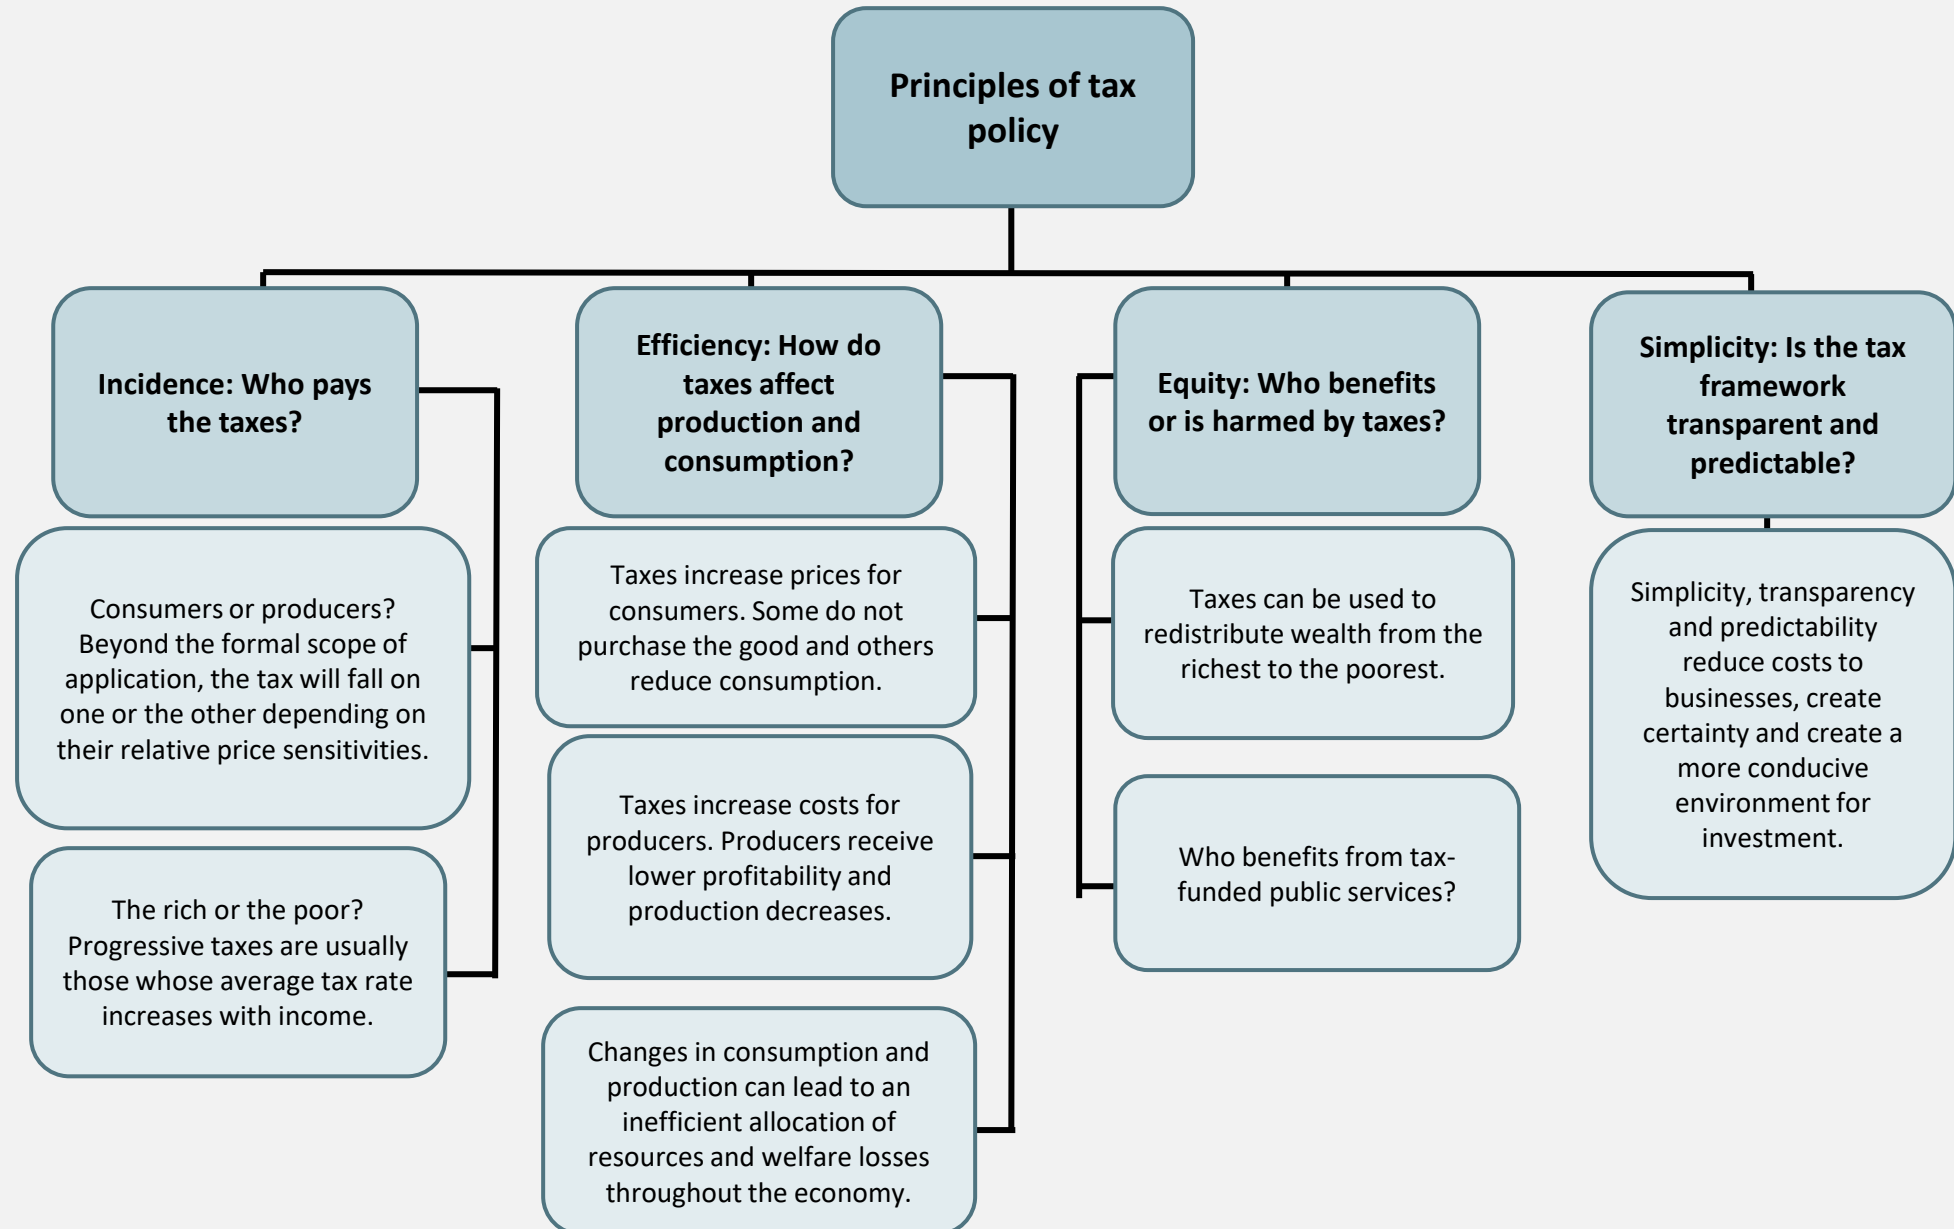 Principles of tax
policy
Incidence: Who pays
the taxes?
Consumers or producers?
Beyond the formal scope of
application, the tax will fall on
one or the other depending on
their relative price sensitivities.
The rich or the poor?
Progressive taxes are usually
those whose average tax rate
increases with income.
Efficiency: How do
taxes affect
production and
consumption?
Taxes increase prices for
consumers. Some do not
purchase the good and others
reduce consumption.
Taxes increase costs for
producers. Producers receive
lower profitability and
production decreases.
Changes in consumption and
production can lead to an
inefficient allocation of
resources and welfare losses
throughout the economy.
Equity: Who benefits
or is harmed by taxes?
Taxes can be used to
redistribute wealth from the
richest to the poorest.
Who benefits from tax-
funded public services?
Simplicity: Is the tax
framework
transparent and
predictable?
Simplicity, transparency
and predictability
reduce costs to
businesses, create
certainty and create a
more conducive
environment for
investment.